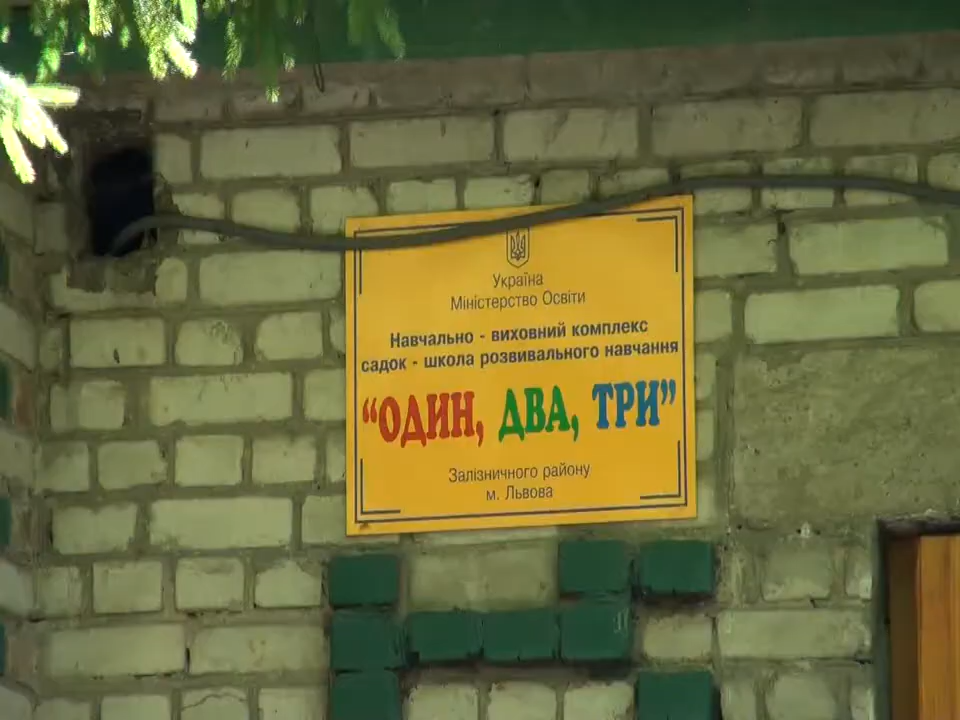 Україна
Міністерство Освіти
Навчально - виховний комплекс
садок - школа розвивального навчання
“ОДИН, ДВА, ТРИ”
Залізничного району
м. Львова